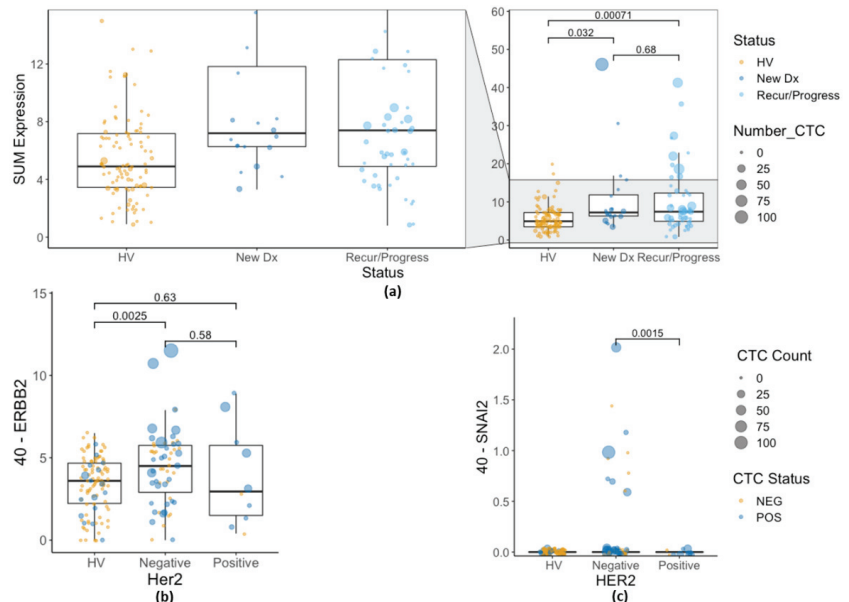 SUM Expression
12
8
4
0
HV
New Dx
Recur/Progress
Status
60
50
40
30
20
10
0
0.00071
0.032
0.68
HV
New Dx
Recur/Progress
Status
HV
New Dx
Recur/Progress
Number_CTC
0
25
50
75
100
(a)
40 - ERBB2
15
10
5
0
0.63
0.0025
0.58
HV
Negative
Positive
Her2
(b)
40 - SNAI2
2.0
1.5
1.0
0.5
0.0
0.0015
HV
Negative
Positive
HER2
(c)
CTC Count
0
25
50
75
100
CTC Status
NEG
POS